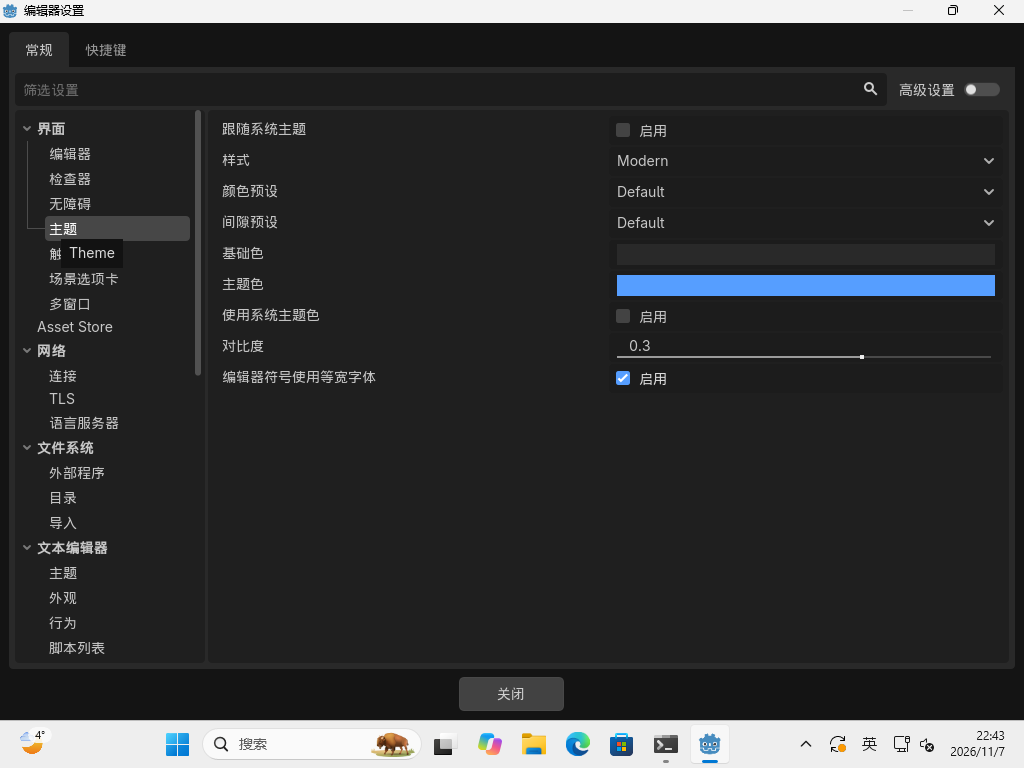 编辑器设置
常规
快捷键
筛选设置
高级设置
界面
编辑器
检查器
无障碍
主题
触
Theme
场景选项卡
多窗口
Asset Store
网络
连接
TLS
语言服务器
文件系统
外部程序
目录
导入
文本编辑器
主题
外观
行为
脚本列表
跟随系统主题
启用
样式
Modern
颜色预设
Default
间隙预设
Default
基础色
主题色
使用系统主题色
启用
对比度
0.3
编辑器符号使用等宽字体
启用
关闭
4°
搜索
英
22:43
2026/11/7